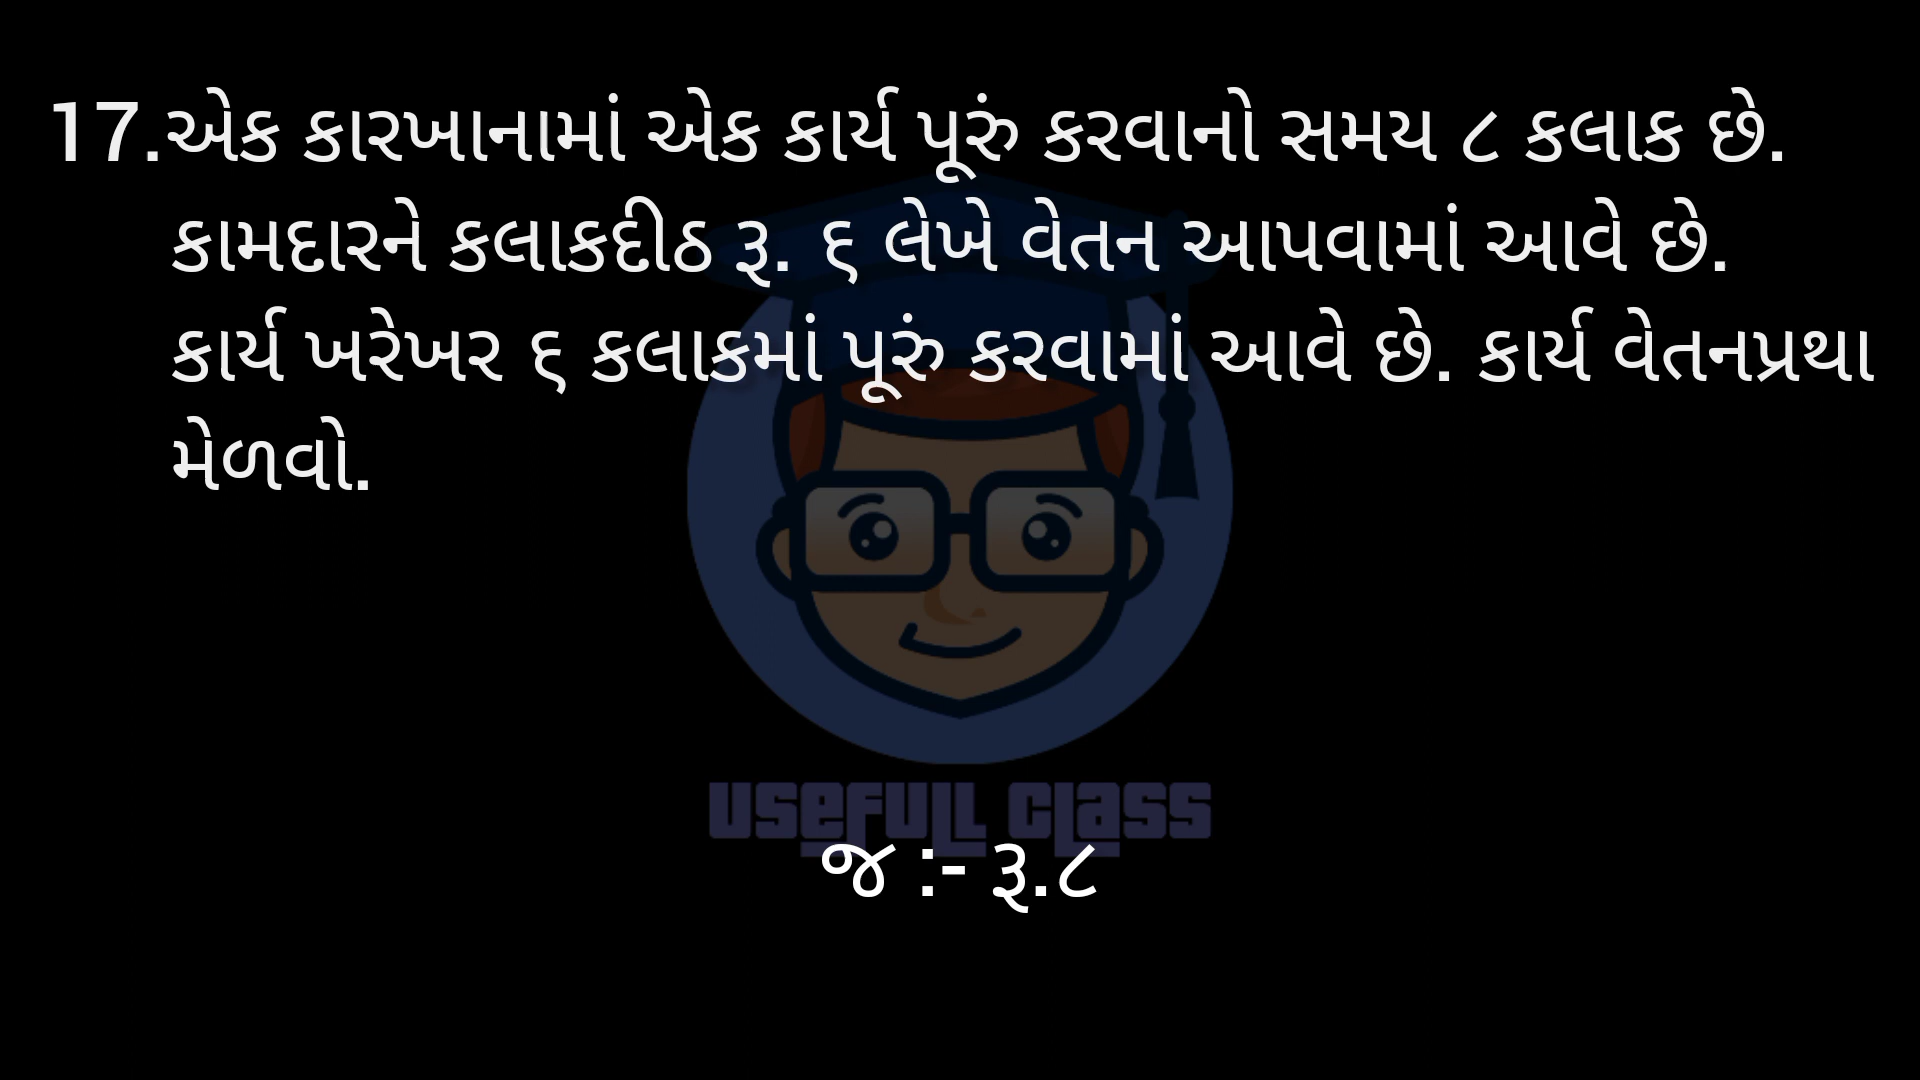 17.એક કારખાનામાં એક કાર્ય પૂરું કરવાનો સમય ૮ કલાક છે.
કામદારને કલાકદીઠ રૂ. ૬ લેખે વેતન આપવામાં આવે છે.
કાર્ય ખરેખર ૬ કલાકમાં પૂરું કરવામાં આવે છે. કાર્ય વેતનપ્રથા
મેળવો.
USEFULL CLASS
જ :- રૂ.૮